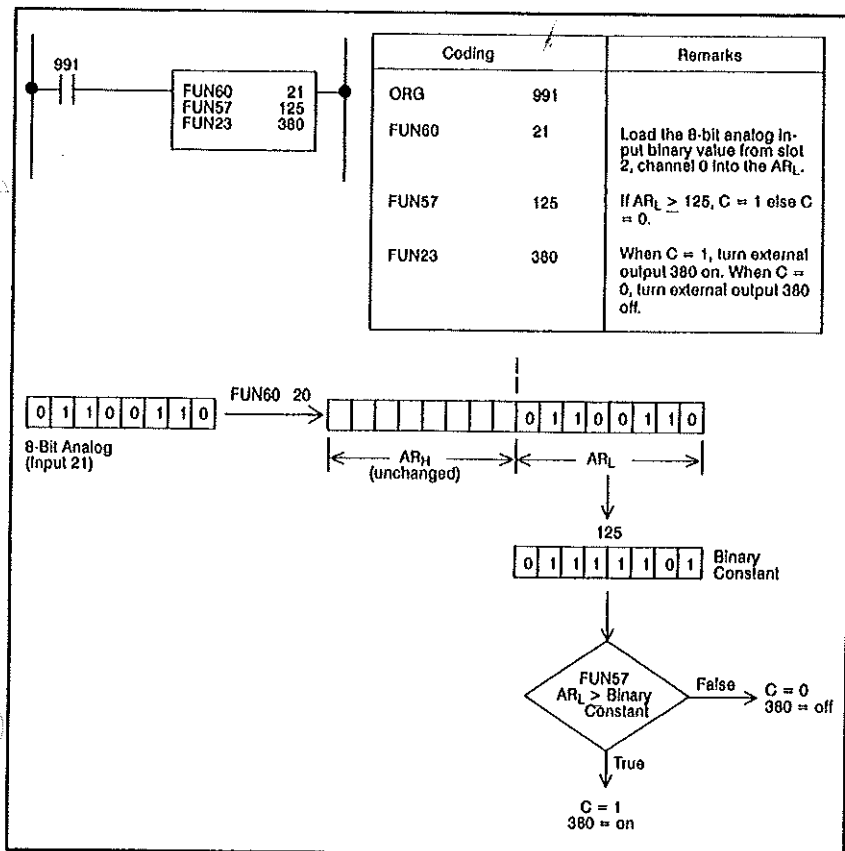 991
FUN60 21
FUN57 125
FUN23 380
Coding Remarks
ORG 991
FUN60 21
Load the 8-bit analog in-
put binary value from slot
2, channel 0 into the ARL.
FUN57 125
If ARL ≥ 125, C = 1 else C
= 0.
FUN23 380
When C = 1, turn external
output 380 on. When C =
0, turn external output 380
off.
0 1 1 0 0 1 1 0
FUN60 20
0 1 1 0 0 1 1 0
8-Bit Analog
(Input 21)
ARH
(unchanged)
ARL
125
0 1 1 1 1 1 0 1
Binary
Constant
FUN57
ARL ≥ Binary
Constant
False
C = 0
380 = off
True
C = 1
380 = on